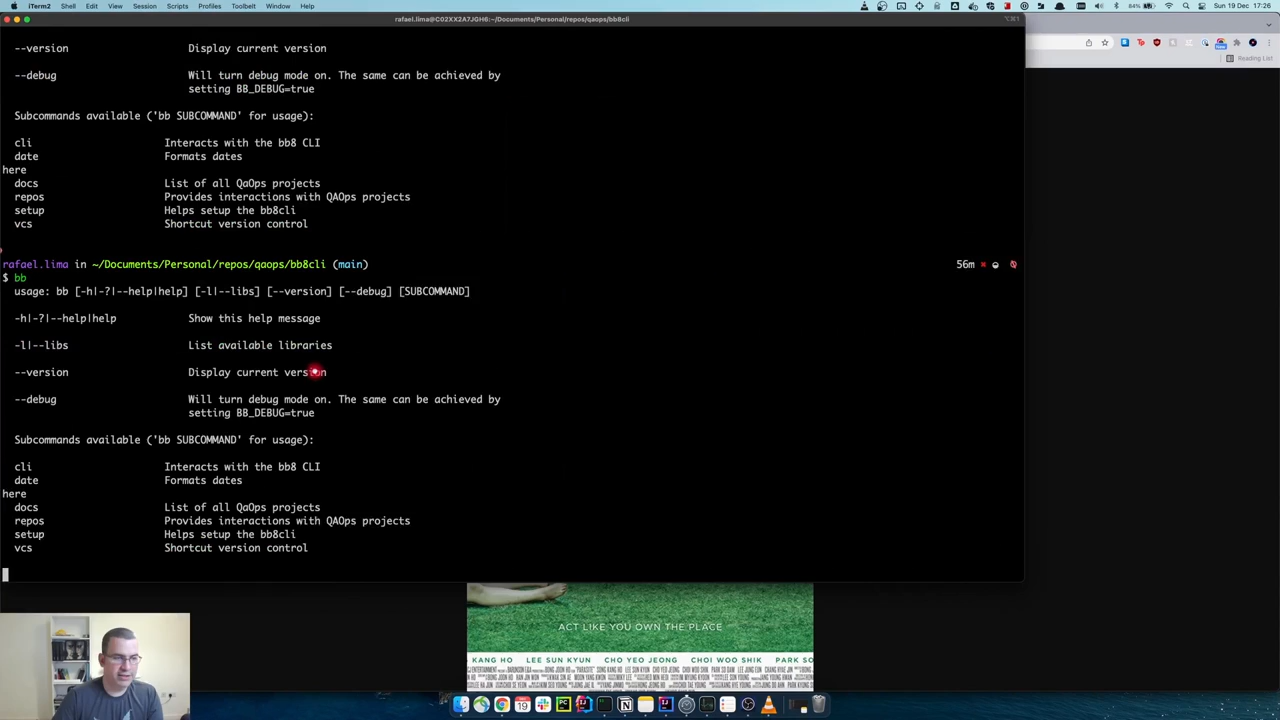 iTerm2 Shell Edit View Session Scripts Profiles Toolbelt Window Help
84% Sun 19 Dec 17:26
rafael.lima@C02XX2A7JGH6:~/Documents/Personal/repos/qaops/bb8cli
⌥⌘1
Reading List
--version Display current version
--debug Will turn debug mode on. The same can be achieved by
setting BB_DEBUG=true
Subcommands available ('bb SUBCOMMAND' for usage):
cli Interacts with the bb8 CLI
date Formats dates
here
docs List of all QaOps projects
repos Provides interactions with QAOps projects
setup Helps setup the bb8cli
vcs Shortcut version control
rafael.lima in ~/Documents/Personal/repos/qaops/bb8cli (main) 56m
$ bb
usage: bb [-h|-?|--help|help] [-l|--libs] [--version] [--debug] [SUBCOMMAND]
-h|-?|--help|help Show this help message
-l|--libs List available libraries
--version Display current version
--debug Will turn debug mode on. The same can be achieved by
setting BB_DEBUG=true
Subcommands available ('bb SUBCOMMAND' for usage):
cli Interacts with the bb8 CLI
date Formats dates
here
docs List of all QaOps projects
repos Provides interactions with QAOps projects
setup Helps setup the bb8cli
vcs Shortcut version control
ACT LIKE YOU OWN THE PLACE
KANG HO LEE SUN KYUN CHO YEO JEONG CHOI WOO SHIK PARK SO